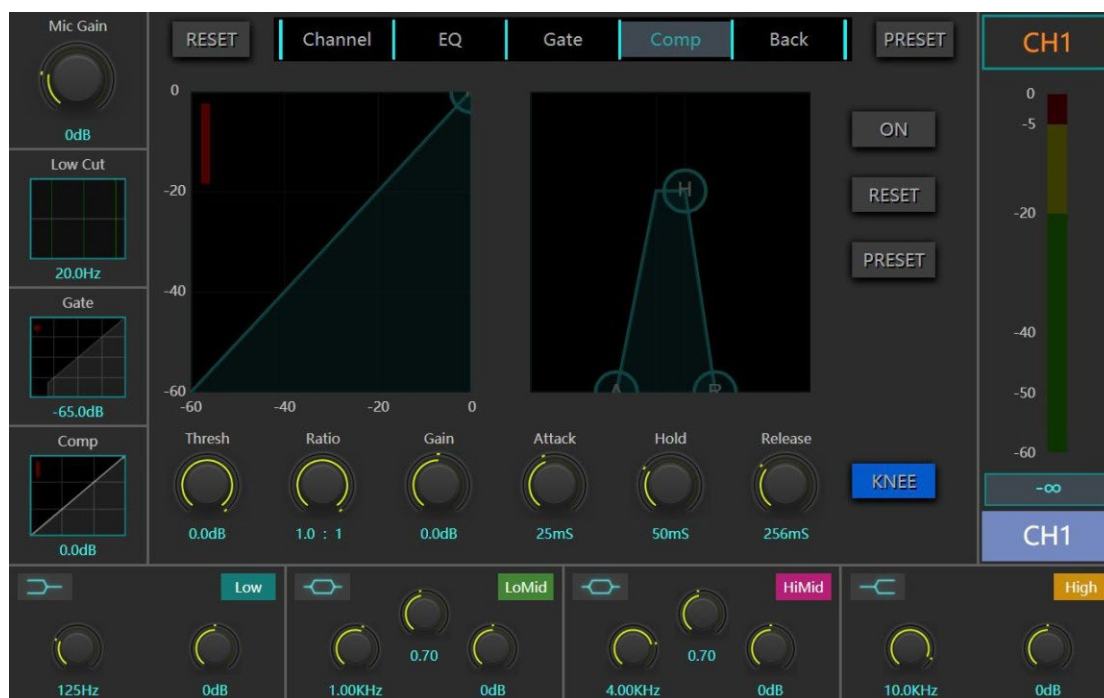 Mic Gain
0dB
Low Cut
20.0Hz
Gate
-65.0dB
Comp
0.0dB
RESET
Channel
EQ
Gate
Comp
Back
PRESET
0
-20
-40
-60
-60
-40
-20
0
H
A
R
ON
RESET
PRESET
Thresh
Ratio
Gain
Attack
Hold
Release
0.0dB
1.0 : 1
0.0dB
25mS
50mS
256mS
KNEE
CH1
0
-5
-20
-40
-50
-60
-∞
CH1
Low
125Hz
0dB
LoMid
0.70
1.00KHz
0dB
HiMid
0.70
4.00KHz
0dB
High
10.0KHz
0dB